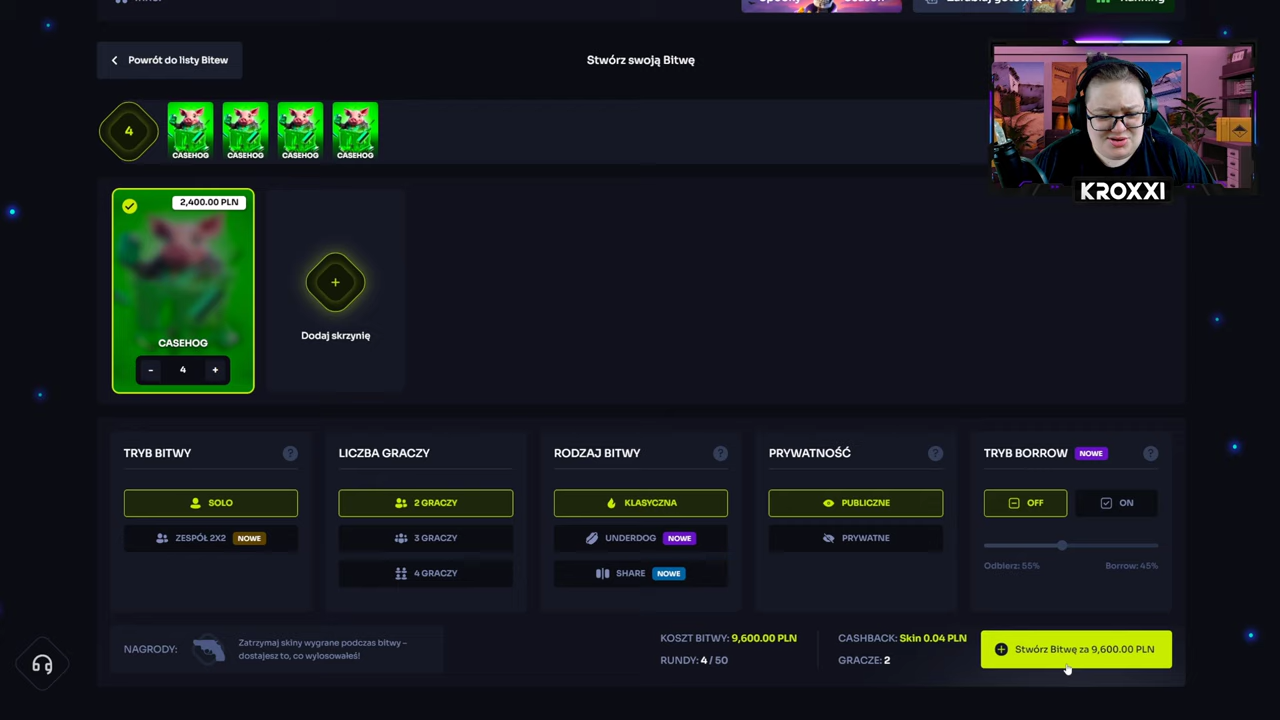 Powrót do listy Bitew
Stwórz swoją Bitwę
4
CASEHOG
CASEHOG
CASEHOG
CASEHOG
KROXXI
2,400.00 PLN
CASEHOG
- 4 +
+
Dodaj skrzynię
TRYB BITWY ?
SOLO
ZESPÓŁ 2X2 NOWE
LICZBA GRACZY
2 GRACZY
3 GRACZY
4 GRACZY
RODZAJ BITWY ?
KLASYCZNA
UNDERDOG NOWE
SHARE NOWE
PRYWATNOŚĆ ?
PUBLICZNE
PRYWATNE
TRYB BORROW NOWE ?
OFF ON
Odbierz: 55% Borrow: 45%
NAGRODY:
Zatrzymaj skiny wygrane podczas bitwy –
dostajesz to, co wylosowałeś!
KOSZT BITWY: 9,600.00 PLN
RUNDY: 4 / 50
CASHBACK: Skin 0.04 PLN
GRACZE: 2
Stwórz Bitwę za 9,600.00 PLN